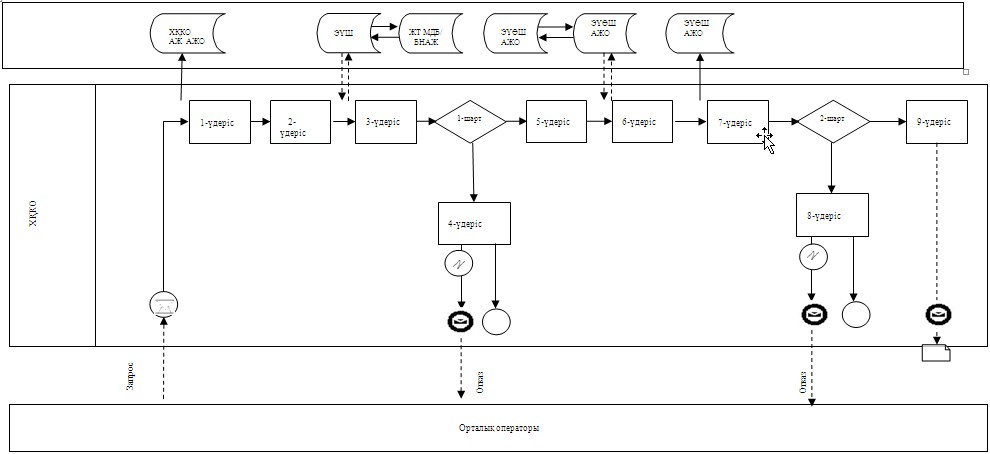 ХҚКО
АЖ АЖО
ЭҮШ
ЖТ МДБ/
БНАЖ
ЭҮӨШ
АЖО
ЭҮӨШ
АЖО
ЭҮӨШ
АЖО
ХҚКО
1-үдеріс
2-
үдеріс
3-үдеріс
1-шарт
5-үдеріс
6-үдеріс
7-үдеріс
2-шарт
9-үдеріс
4-үдеріс
8-үдеріс
Запрос
Отказ
Отказ
Орталық операторы